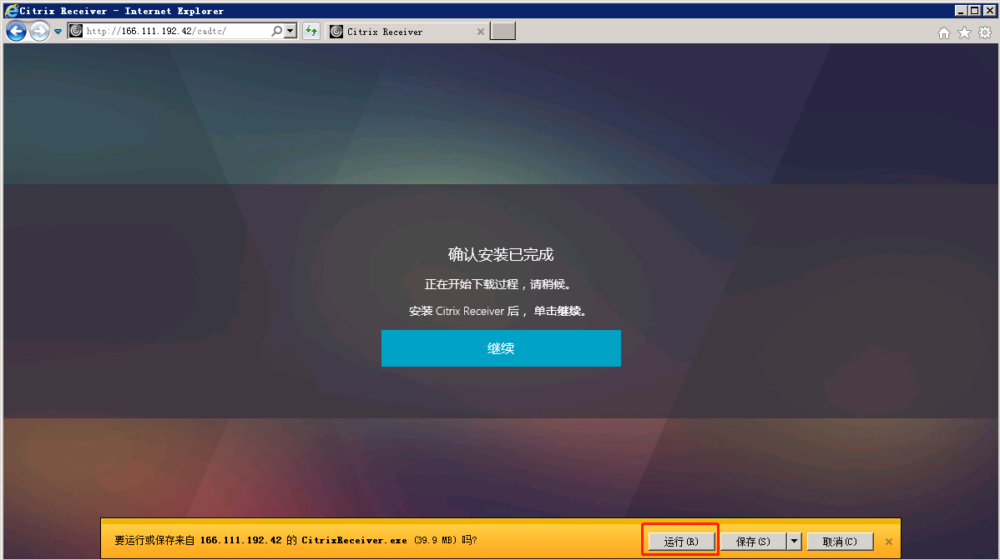 Citrix Receiver - Internet Explorer
http://166.111.192.42/cadtc/
Citrix Receiver
确认安装已完成
正在开始下载过程，请稍候。
安装 Citrix Receiver 后， 单击继续。
继续
要运行或保存来自 166.111.192.42 的 CitrixReceiver.exe (39.9 MB) 吗?
运行(R)
保存(S)
取消(C)